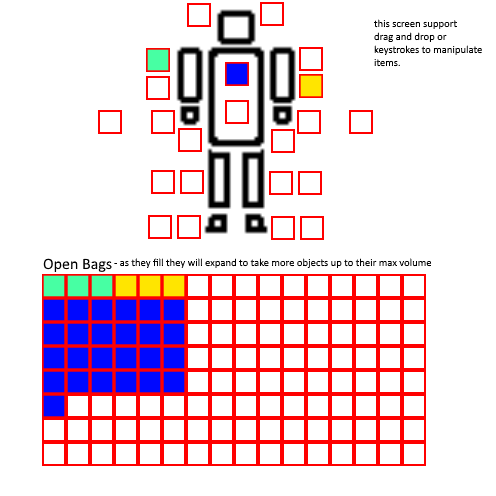 this screen support
drag and drop or
keystrokes to manipulate
items.
Open Bags - as they fill they will expand to take more objects up to their max volume